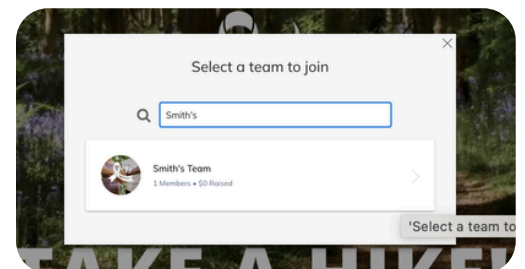 Select a team to join
Smith's
Smith's Team
1 Members • $0 Raised
'Select a team to
TAKE A HIKE!